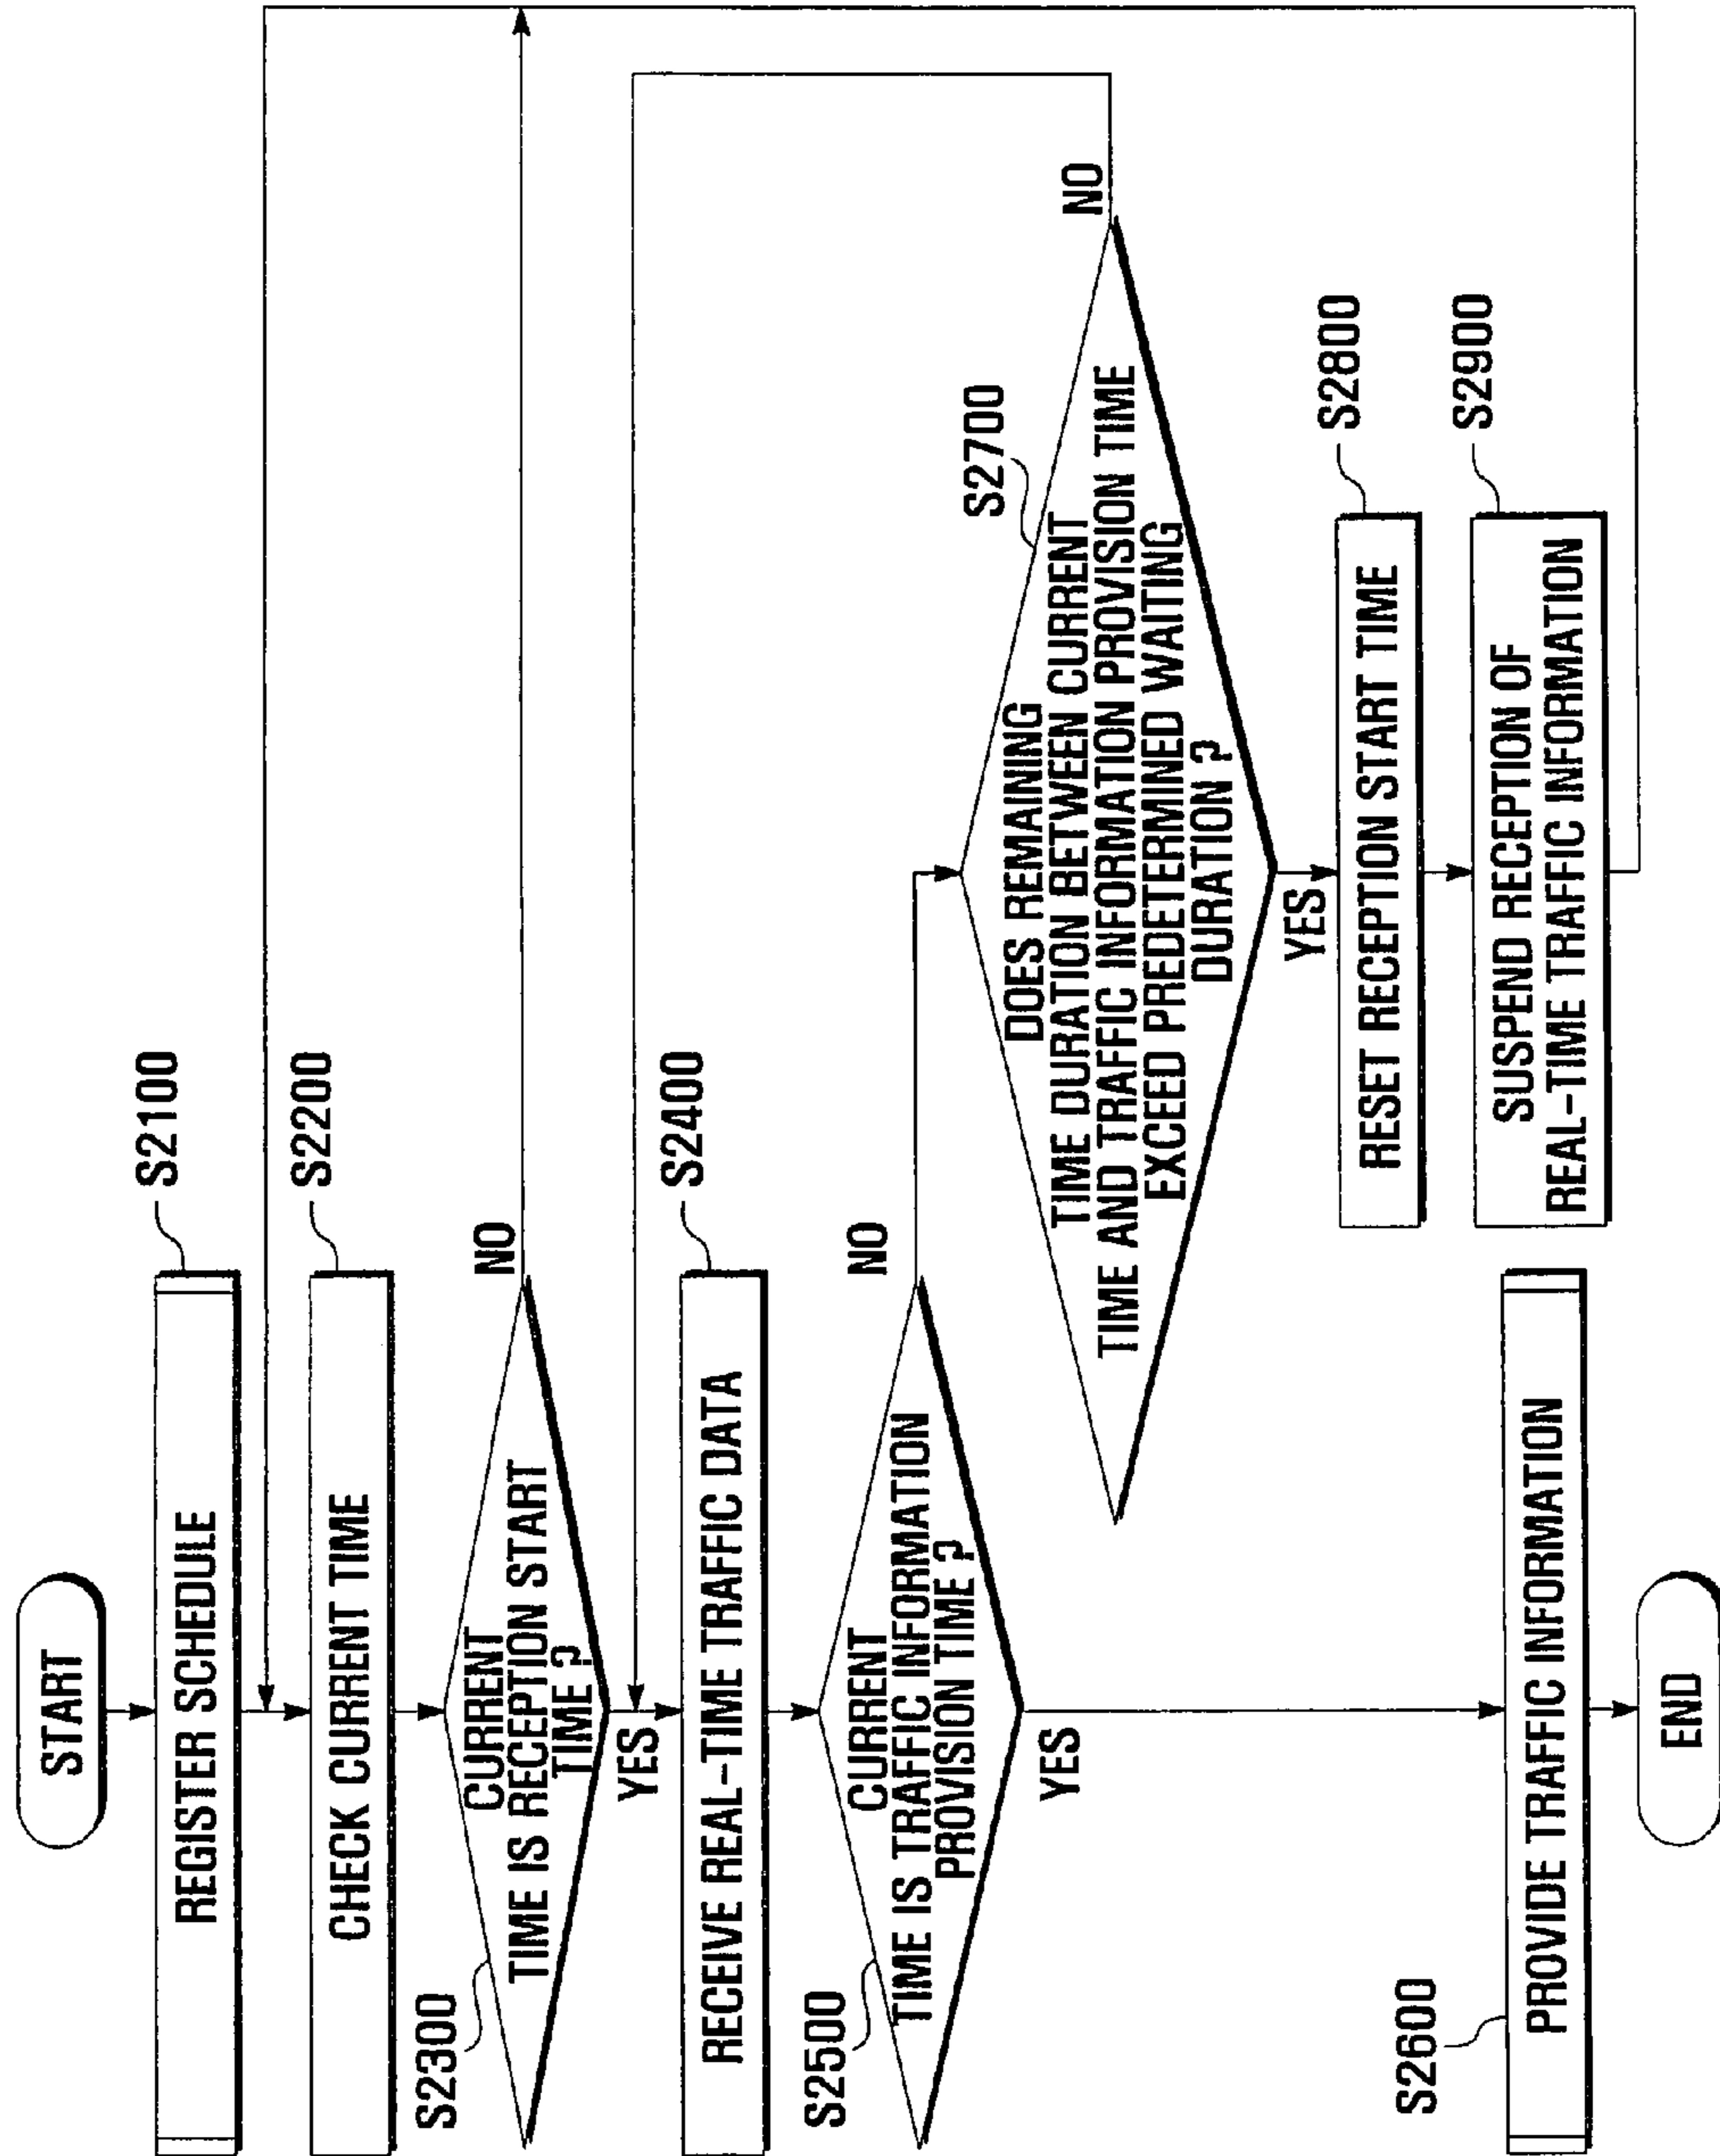 START
REGISTER SCHEDULE
S2100
CHECK CURRENT TIME
S2200
S2300
CURRENT
TIME IS RECEPTION START
TIME ?
NO
YES
RECEIVE REAL-TIME TRAFFIC DATA
S2400
S2500
CURRENT
TIME IS TRAFFIC INFORMATION
PROVISION TIME ?
NO
YES
S2700
DOES REMAINING
TIME DURATION BETWEEN CURRENT
TIME AND TRAFFIC INFORMATION PROVISION TIME
EXCEED PREDETERMINED WAITING
DURATION ?
NO
YES
RESET RECEPTION START TIME
S2800
SUSPEND RECEPTION OF
REAL-TIME TRAFFIC INFORMATION
S2900
S2600
PROVIDE TRAFFIC INFORMATION
END